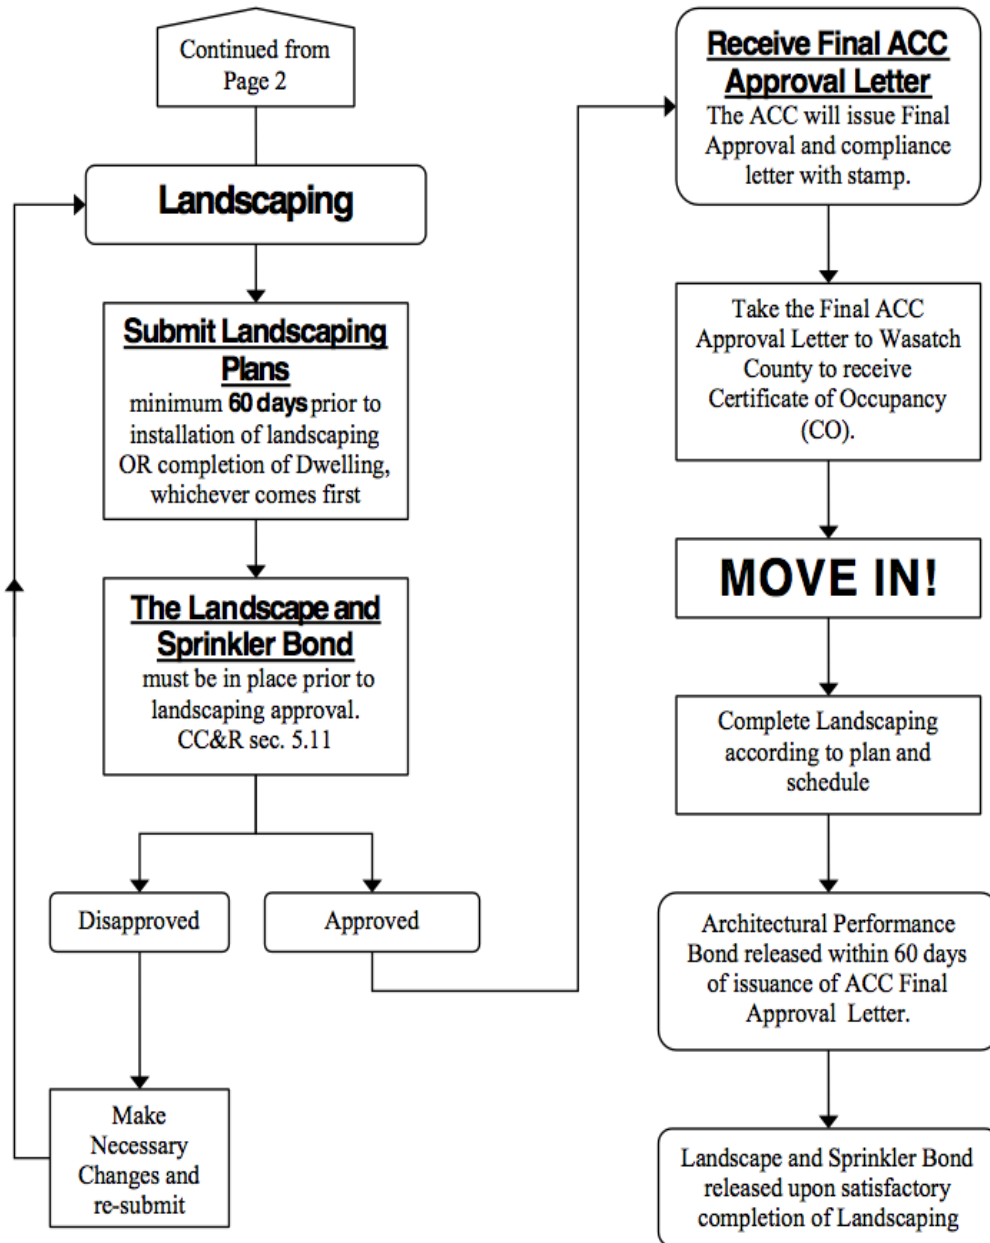 Continued from
Page 2
Landscaping
Submit Landscaping
Plans
minimum 60 days prior to
installation of landscaping
OR completion of Dwelling,
whichever comes first
The Landscape and
Sprinkler Bond
must be in place prior to
landscaping approval.
CC&R sec. 5.11
Disapproved
Approved
Make
Necessary
Changes and
re-submit
Receive Final ACC
Approval Letter
The ACC will issue Final
Approval and compliance
letter with stamp.
Take the Final ACC
Approval Letter to Wasatch
County to receive
Certificate of Occupancy
(CO).
MOVE IN!
Complete Landscaping
according to plan and
schedule
Architectural Performance
Bond released within 60 days
of issuance of ACC Final
Approval Letter.
Landscape and Sprinkler Bond
released upon satisfactory
completion of Landscaping